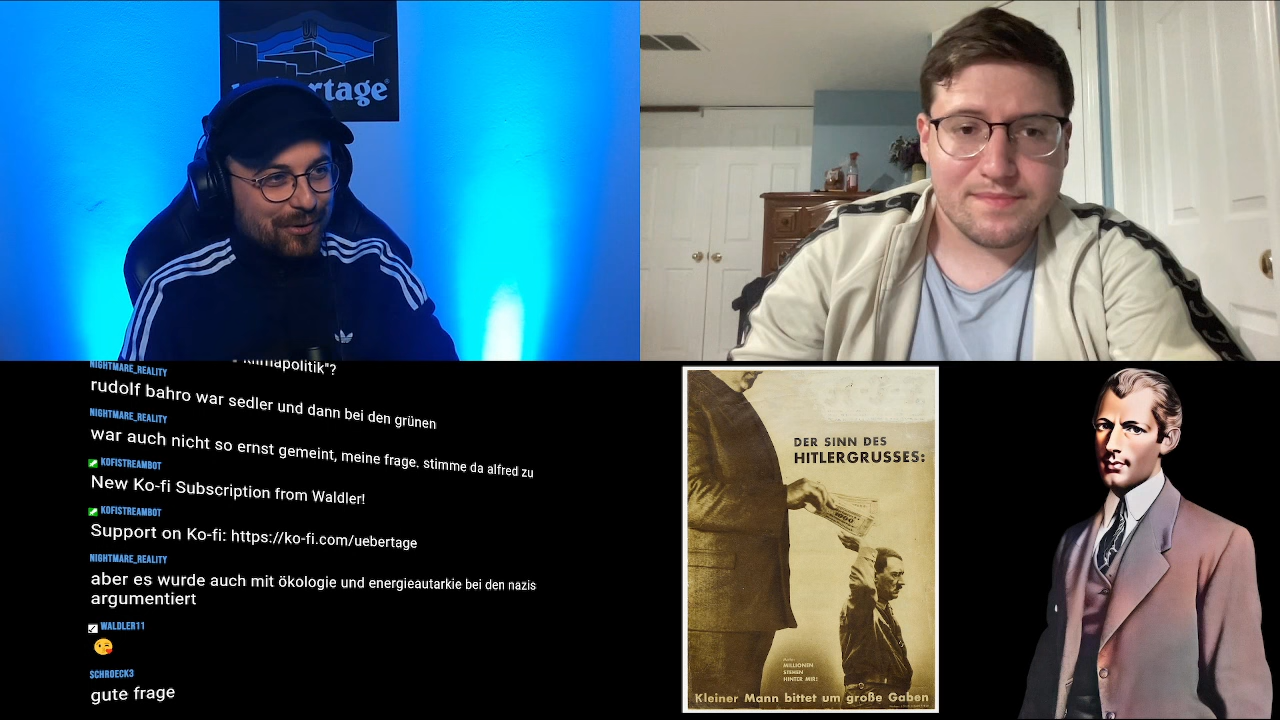 uebertage®
"Klimapolitik"?
NIGHTMARE_REALITY
rudolf bahro war sedler und dann bei den grünen
NIGHTMARE_REALITY
war auch nicht so ernst gemeint, meine frage. stimme da alfred zu
KOFISTREAMBOT
New Ko-fi Subscription from Waldler!
KOFISTREAMBOT
Support on Ko-fi: https://ko-fi.com/uebertage
NIGHTMARE_REALITY
aber es wurde auch mit ökologie und energieautarkie bei den nazis
argumentiert
WALDLER11
😘
SCHROECK3
gute frage
DER SINN DES
HITLERGRUSSES:
1000
MILLIONEN
STEHEN
HINTER MIR!
Kleiner Mann bittet um große Gaben